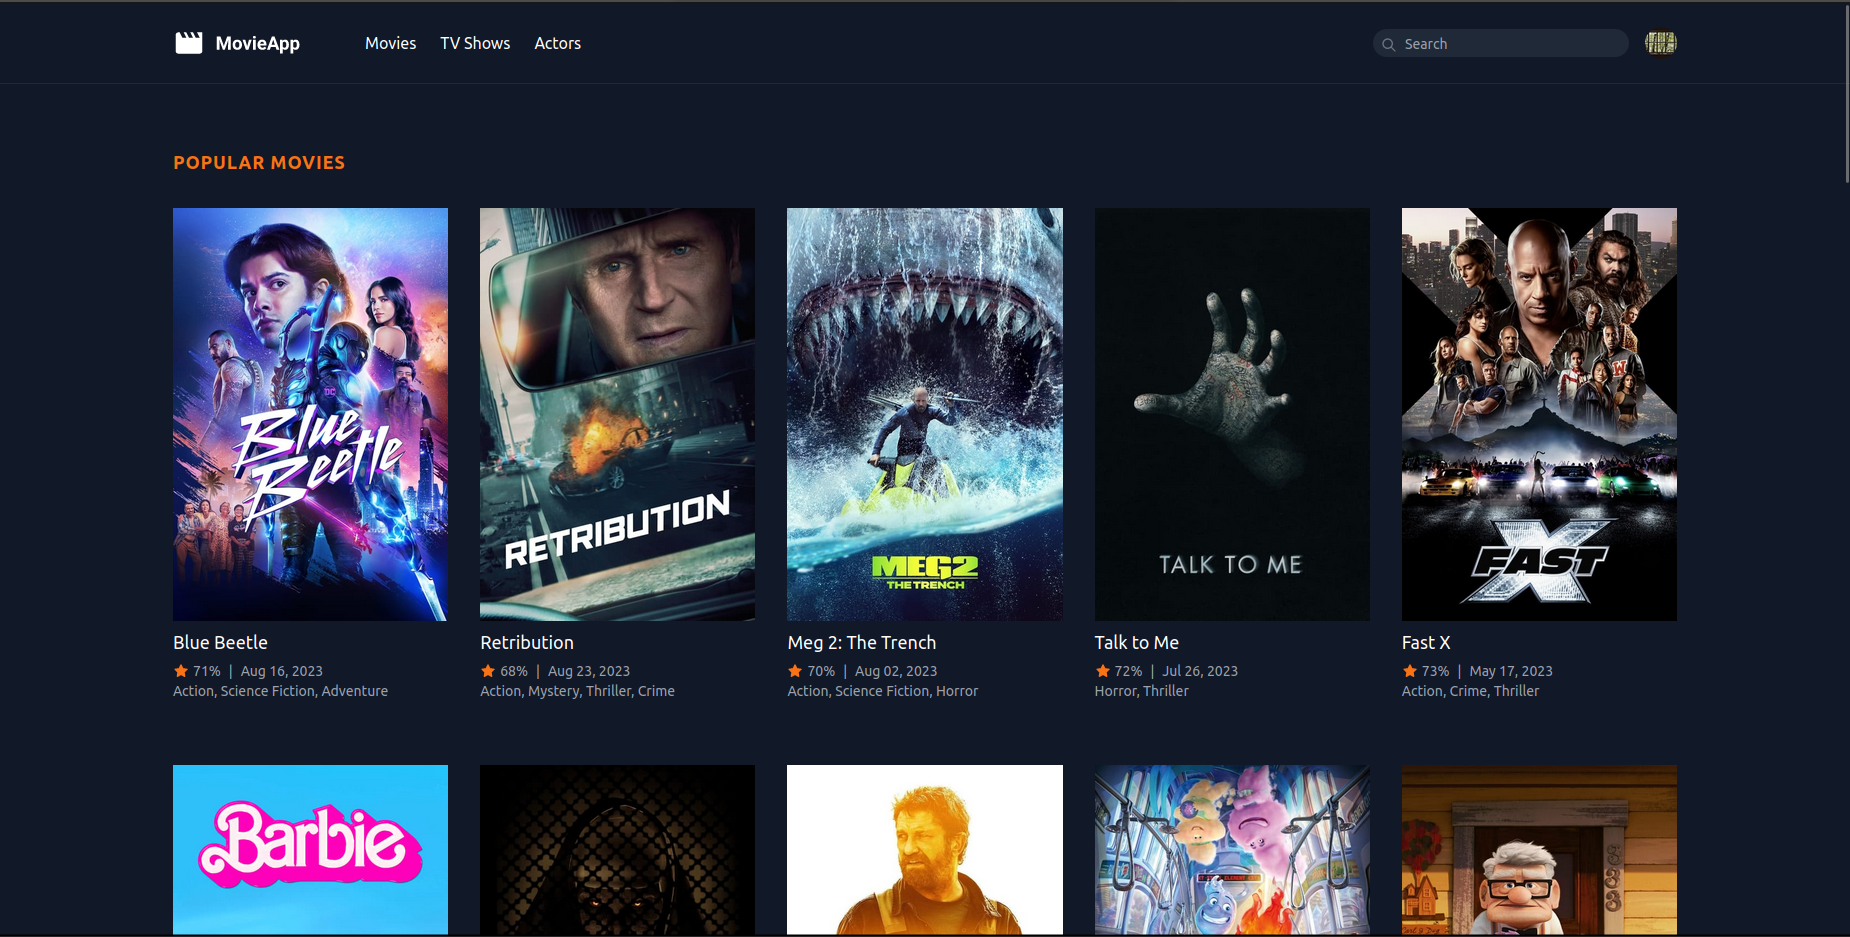 MovieApp
Movies
TV Shows
Actors
Search
POPULAR MOVIES
DC
Blue
Beetle
RETRIBUTION
MEG2
THE TRENCH
TALK TO ME
FAST
X
Blue Beetle
71% | Aug 16, 2023
Action, Science Fiction, Adventure
Retribution
68% | Aug 23, 2023
Action, Mystery, Thriller, Crime
Meg 2: The Trench
70% | Aug 02, 2023
Action, Science Fiction, Horror
Talk to Me
72% | Jul 26, 2023
Horror, Thriller
Fast X
73% | May 17, 2023
Action, Crime, Thriller
Barbie